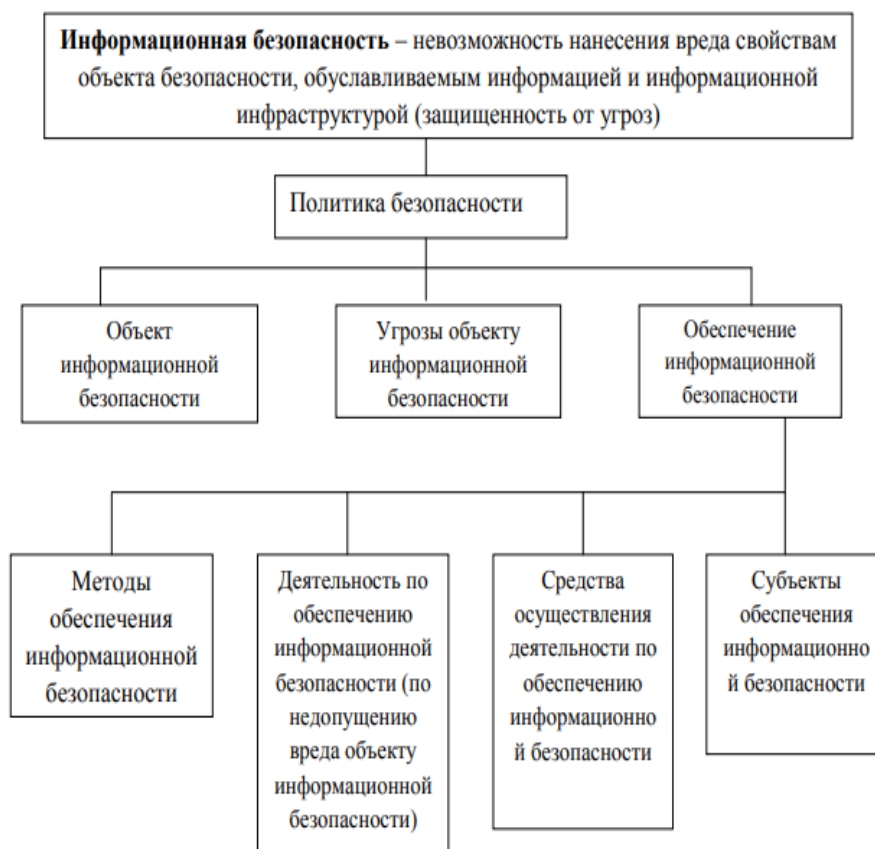 Информационная безопасность – невозможность нанесения вреда свойствам
объекта безопасности, обуславливаемым информацией и информационной
инфраструктурой (защищенность от угроз)
Политика безопасности
Объект
информационной
безопасности
Угрозы объекту
информационной
безопасности
Обеспечение
информационной
безопасности
Методы
обеспечения
информационной
безопасности
Деятельность по
обеспечению
информационной
безопасности (по
недопущению
вреда объекту
информационной
безопасности)
Средства
осуществления
деятельности по
обеспечению
информационно
й безопасности
Субъекты
обеспечения
информационно
й безопасности